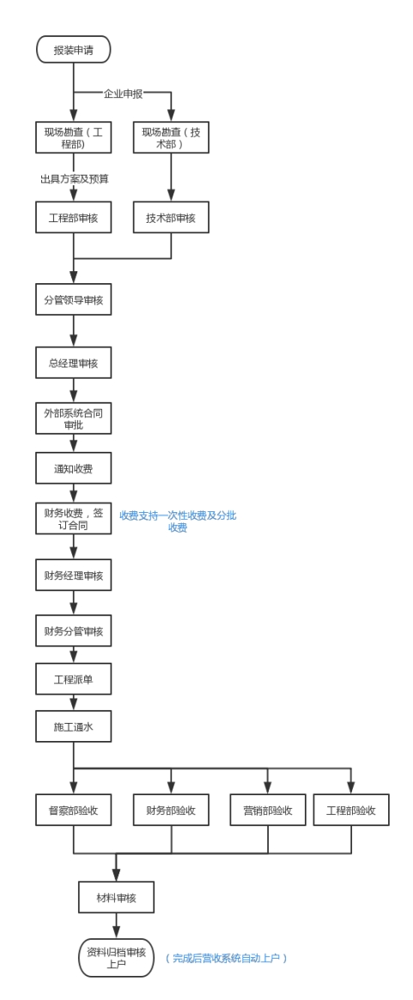 报装申请
企业申报
现场勘查（工
程部)
现场勘查（技
术部）
出具方案及预算
工程部审核
技术部审核
分管领导审核
总经理审核
外部系统合同
审批
通知收费
财务收费，签
订合同
收费支持一次性收费及分批
收费
财务经理审核
财务分管审核
工程派单
施工通水
督察部验收
财务部验收
营销部验收
工程部验收
材料审核
资料归档审核
上户
（完成后营收系统自动上户）